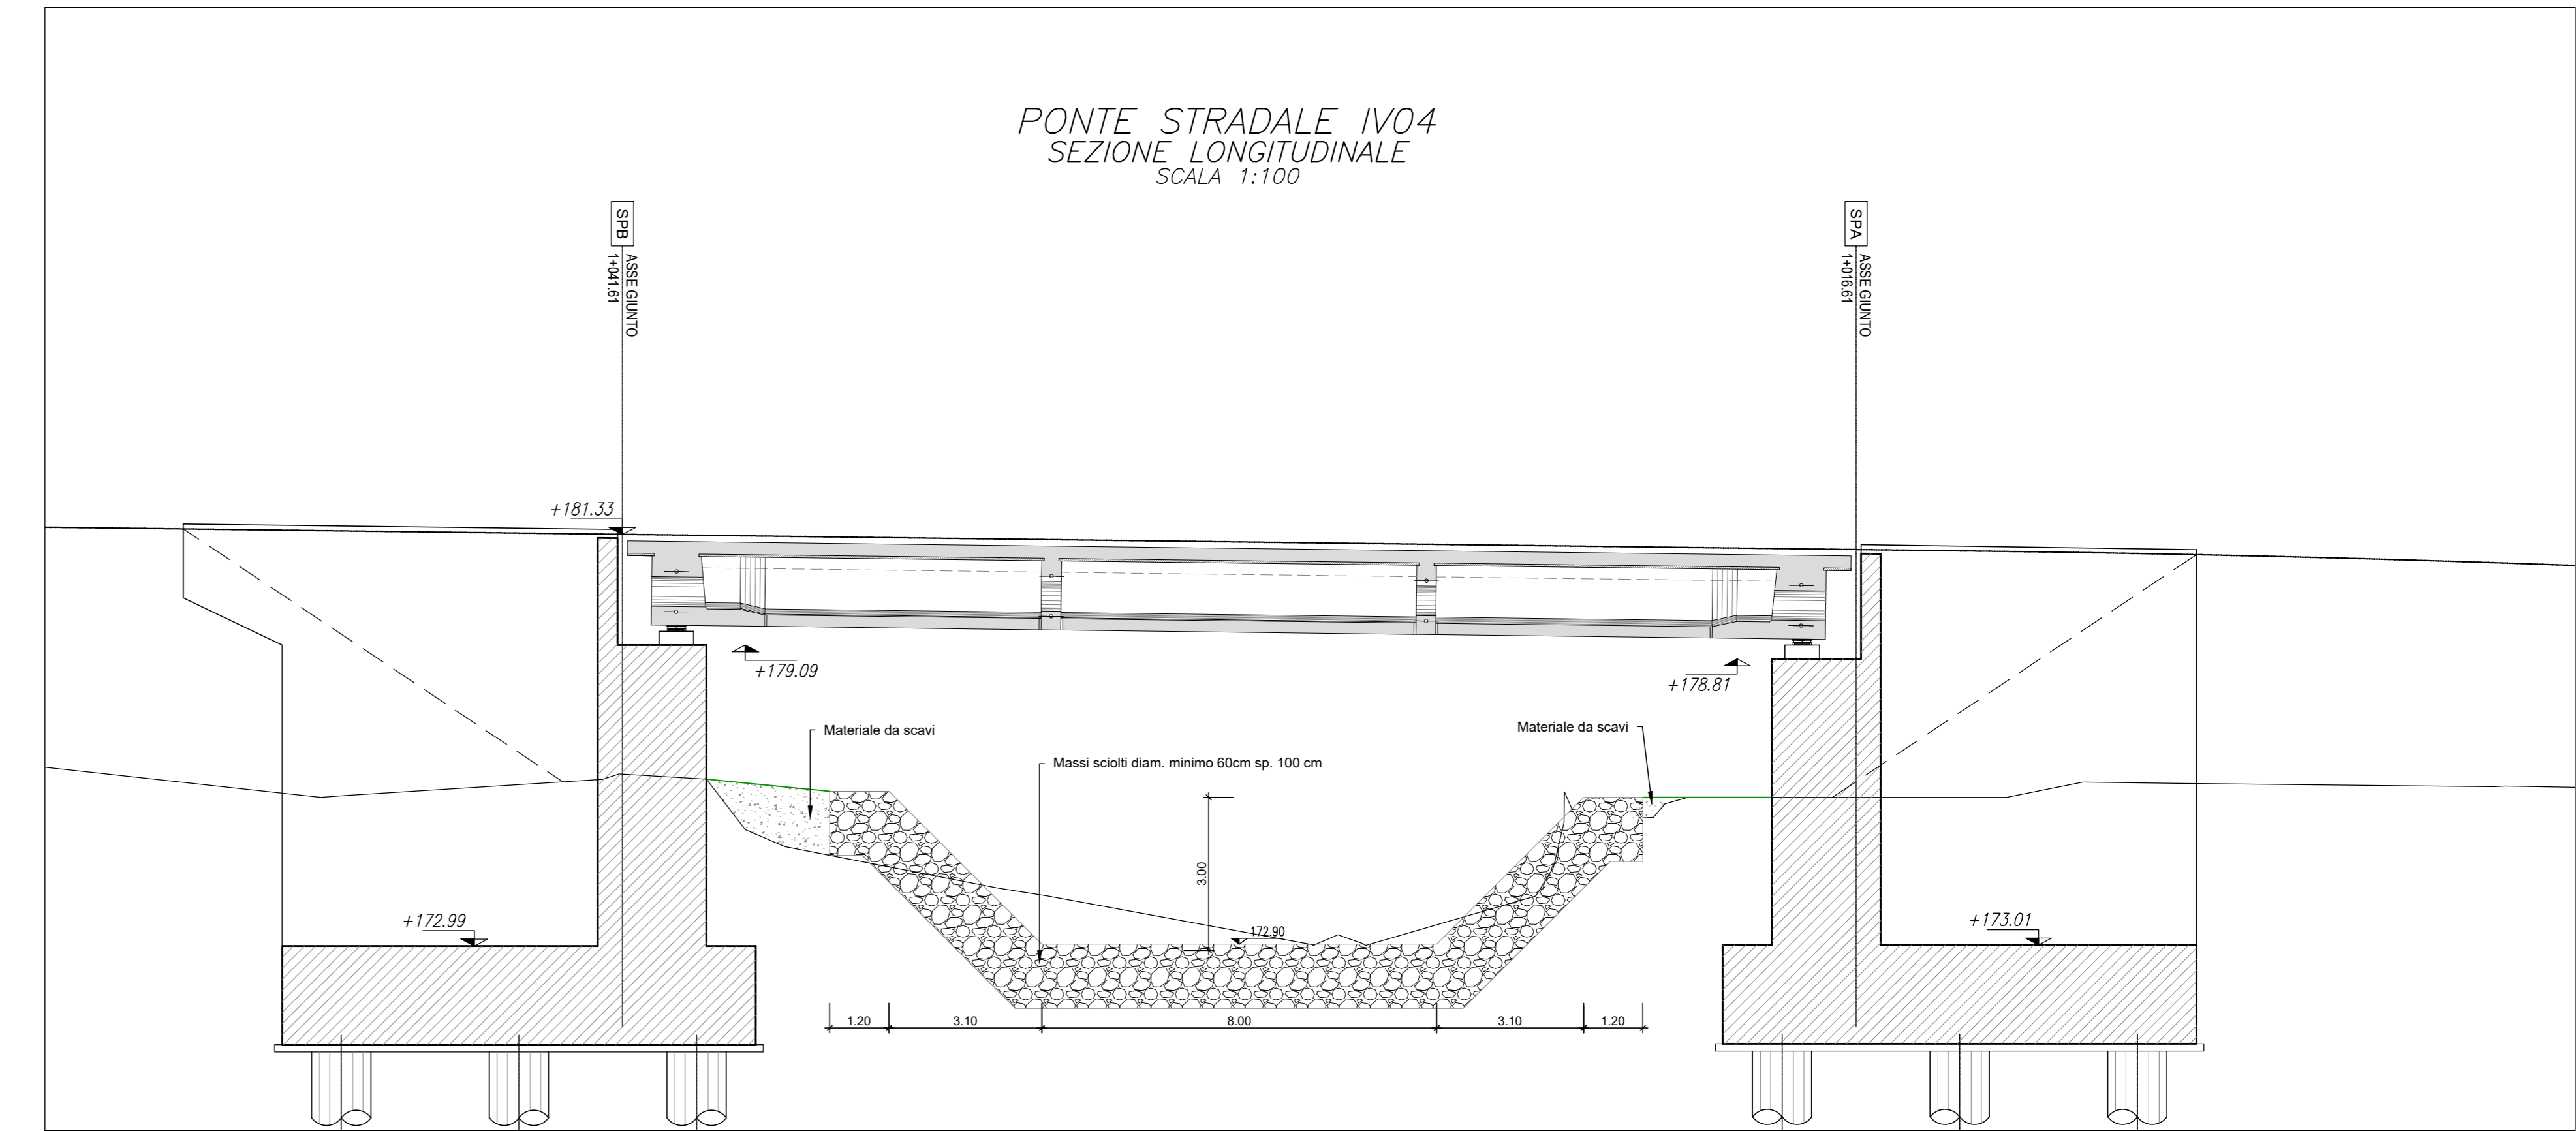 PONTE STRADALE IV04
SEZIONE LONGITUDINALE
SCALA 1:100
SPB
ASSE GIUNTO
1+041.61
SPA
ASSE GIUNTO
1+016.61
+181.33
+179.09
+178.81
Materiale da scavi
Materiale da scavi
Massi sciolti diam. minimo 60cm sp. 100 cm
3.00
+172.99
172.90
+173.01
1.20
3.10
8.00
3.10
1.20